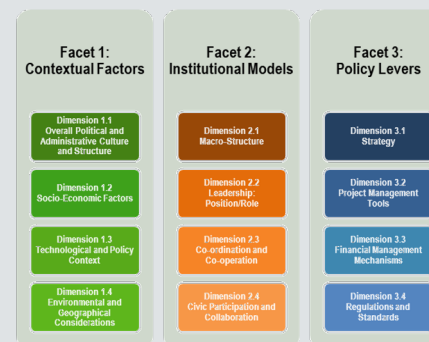 Facet 1:
Contextual Factors
Dimension 1.1
Overall Political and
Administrative Culture
and Structure
Dimension 1.2
Socio-Economic Factors
Dimension 1.3
Technological and Policy
Context
Dimension 1.4
Environmental and
Geographical
Considerations
Facet 2:
Institutional Models
Dimension 2.1
Macro-Structure
Dimension 2.2
Leadership:
Position/Role
Dimension 2.3
Co-ordination and
Co-operation
Dimension 2.4
Civic Participation and
Collaboration
Facet 3:
Policy Levers
Dimension 3.1
Strategy
Dimension 3.2
Project Management
Tools
Dimension 3.3
Financial Management
Mechanisms
Dimension 3.4
Regulations and
Standards